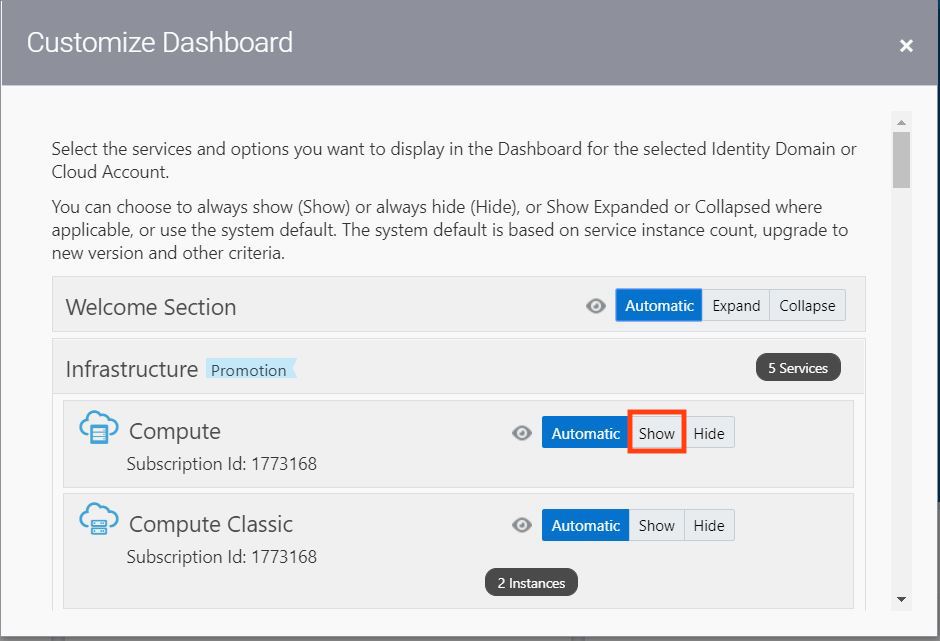 Customize Dashboard
×
Select the services and options you want to display in the Dashboard for the selected Identity Domain or
Cloud Account.
You can choose to always show (Show) or always hide (Hide), or Show Expanded or Collapsed where
applicable, or use the system default. The system default is based on service instance count, upgrade to
new version and other criteria.
Welcome Section Automatic Expand Collapse
Infrastructure Promotion 5 Services
Compute Automatic Show Hide
Subscription Id: 1773168
Compute Classic Automatic Show Hide
Subscription Id: 1773168
2 Instances